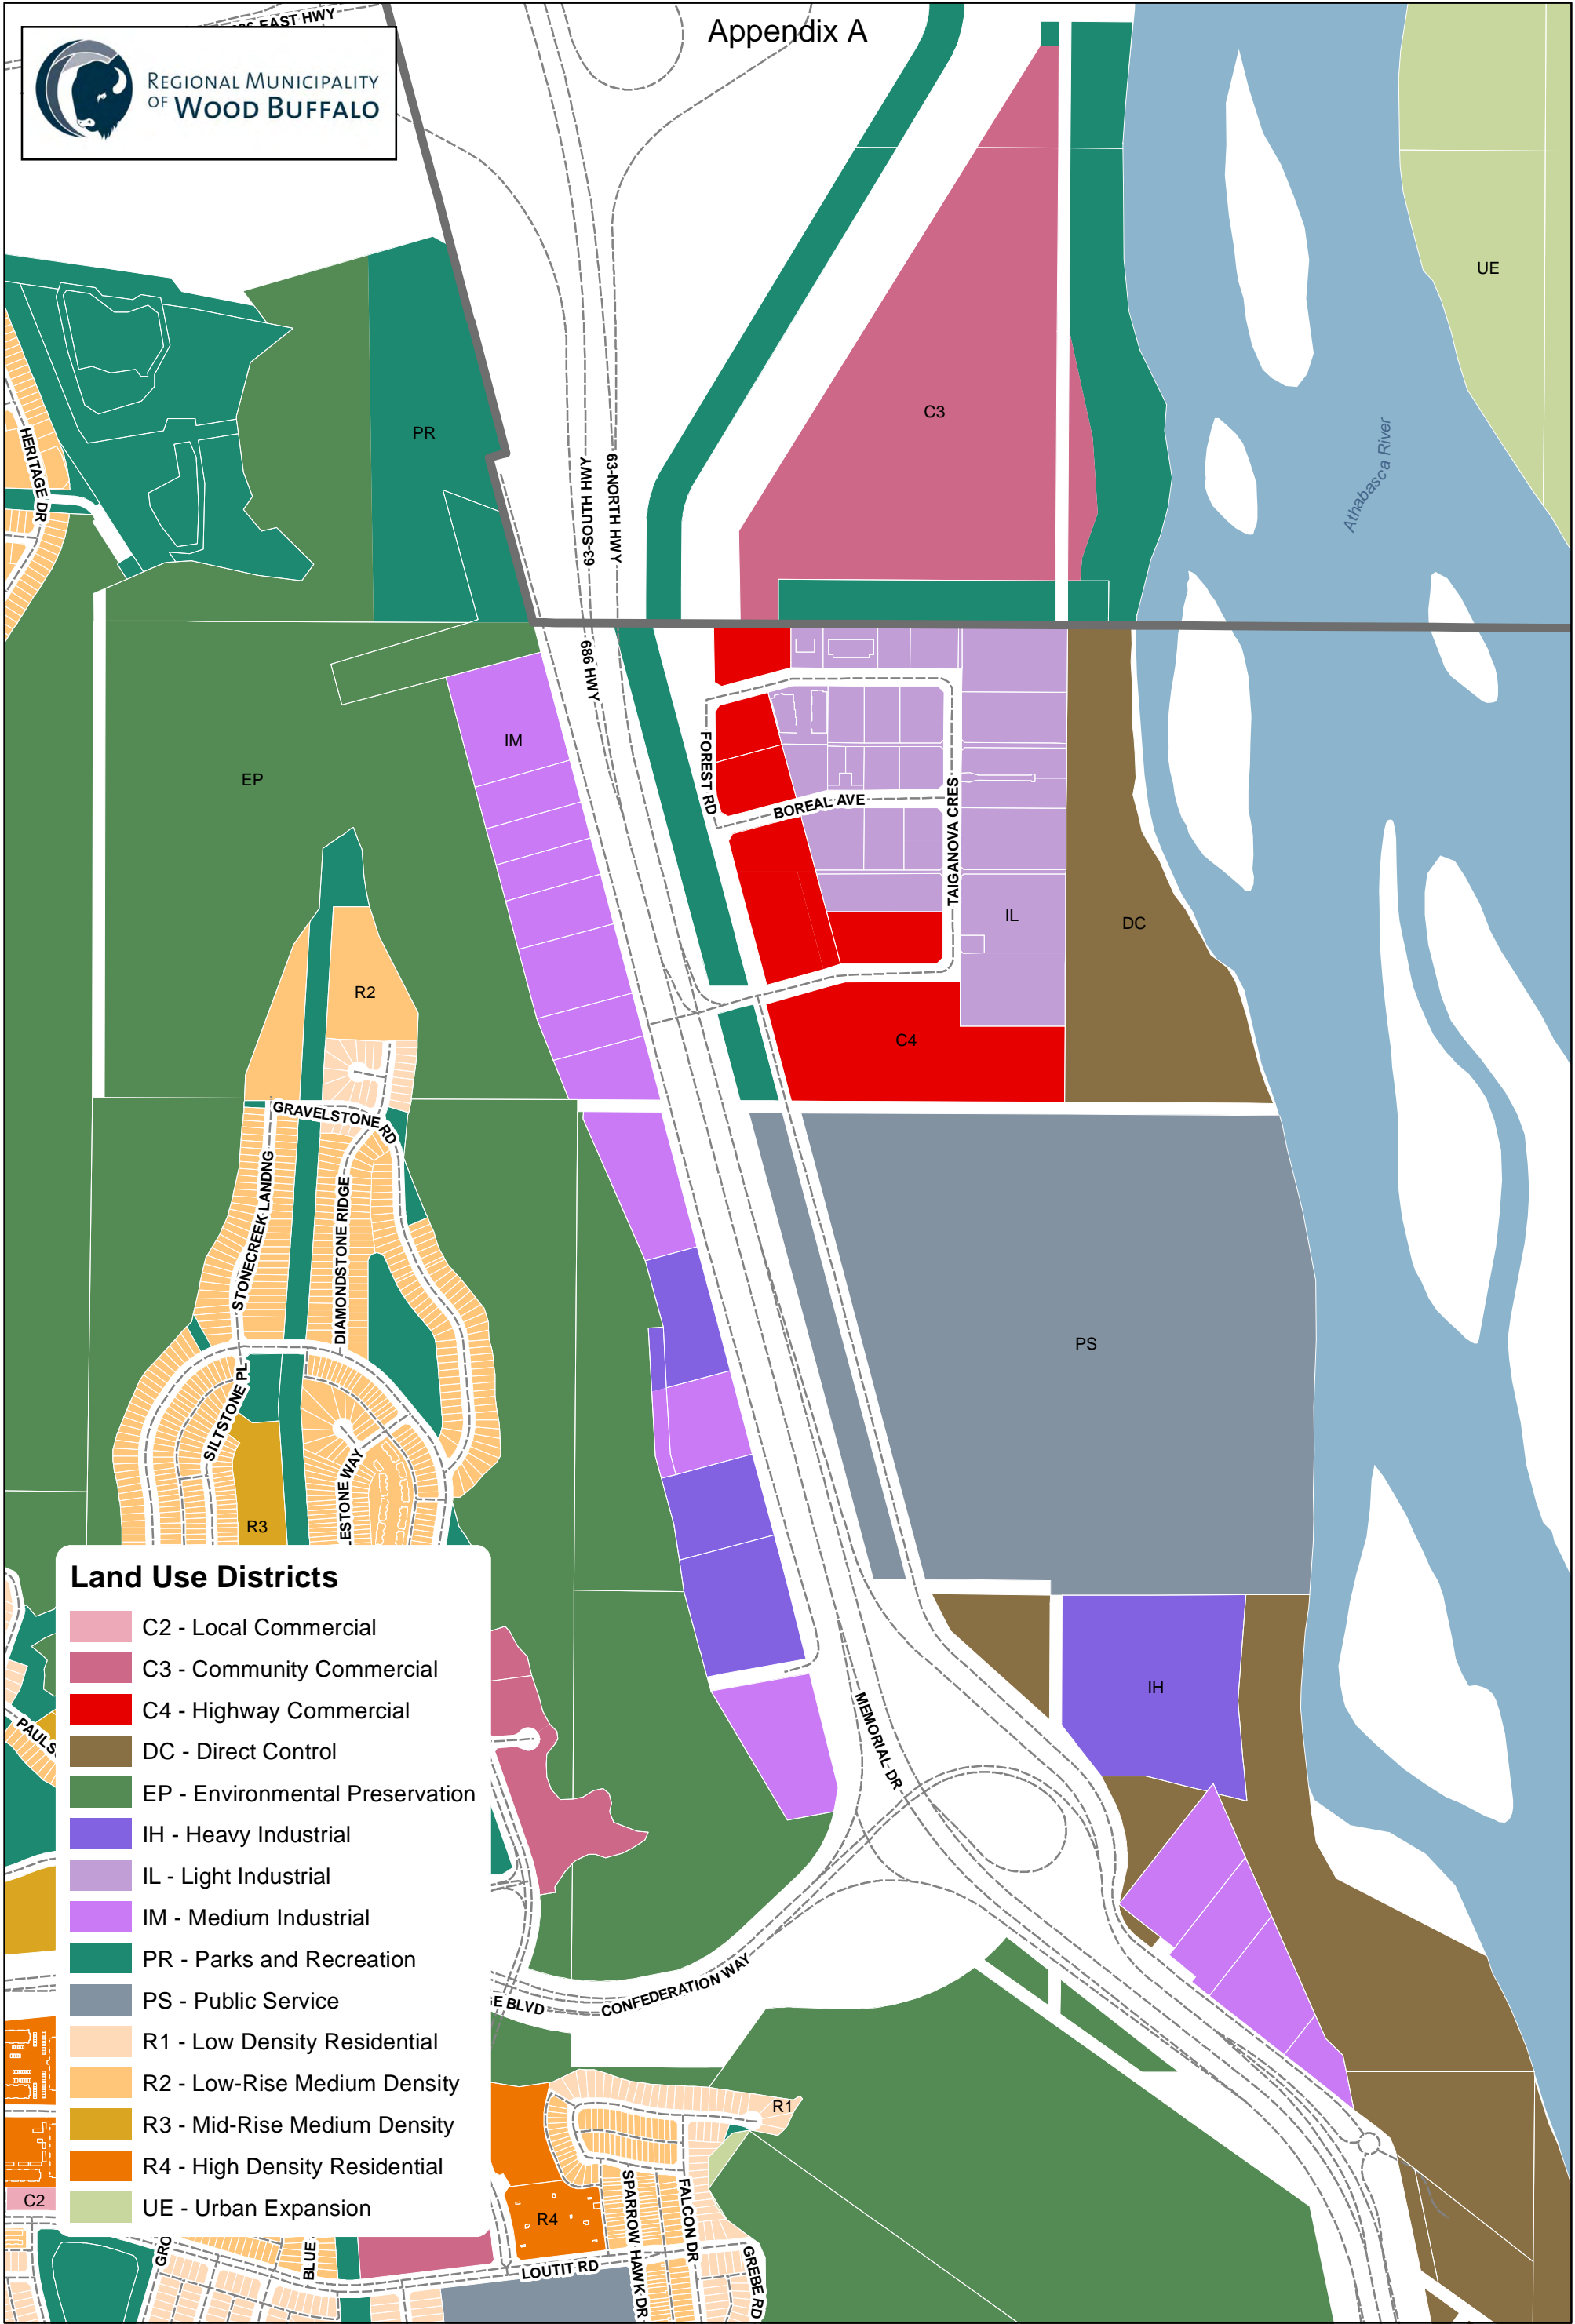 Appendix A
EAST HWY
REGIONAL MUNICIPALITY
OF WOOD BUFFALO
UE
C3
PR
HERITAGE DR
63-SOUTH HWY
63-NORTH HWY
Athabasca River
686 HWY
IM
EP
FOREST RD
BOREAL AVE
TAIGANOVA CRES
IL
DC
R2
C4
GRAVELSTONE RD
STONECREEK LANDNG
DIAMONDSTONE RIDGE
PS
SILTSTONE PL
ESTONE WAY
R3
Land Use Districts
C2 - Local Commercial
C3 - Community Commercial
C4 - Highway Commercial
DC - Direct Control
EP - Environmental Preservation
IH - Heavy Industrial
IL - Light Industrial
IM - Medium Industrial
PR - Parks and Recreation
PS - Public Service
R1 - Low Density Residential
R2 - Low-Rise Medium Density
R3 - Mid-Rise Medium Density
R4 - High Density Residential
UE - Urban Expansion
IH
MEMORIAL DR
PAULS
GE BLVD
CONFEDERATION WAY
R1
C2
R4
SPARROW HAWK DR
FALCON DR
GREBE RD
LOUTIT RD
GRO
BLUE